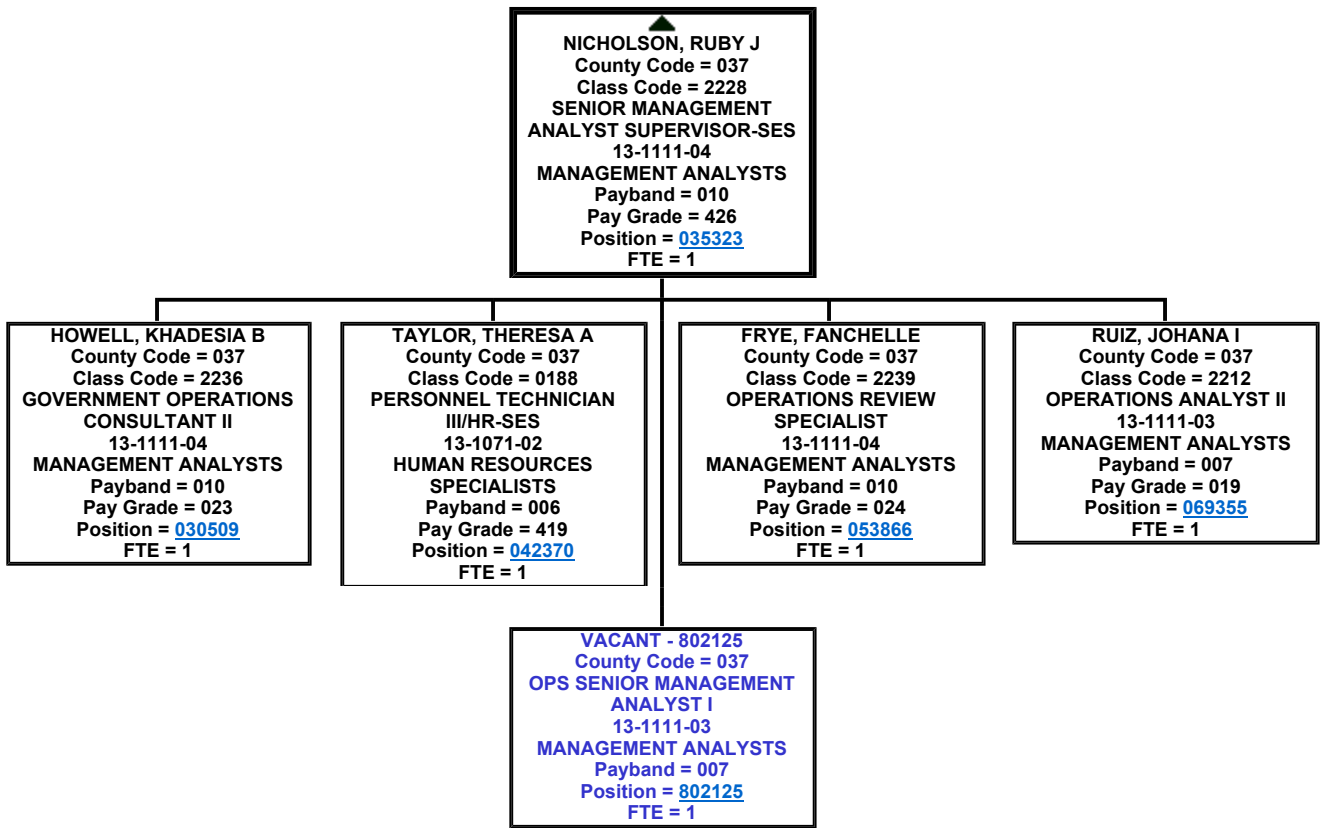 NICHOLSON, RUBY J
County Code = 037
Class Code = 2228
SENIOR MANAGEMENT
ANALYST SUPERVISOR-SES
13-1111-04
MANAGEMENT ANALYSTS
Payband = 010
Pay Grade = 426
Position = 035323
FTE = 1
HOWELL, KHADESIA B
County Code = 037
Class Code = 2236
GOVERNMENT OPERATIONS
CONSULTANT II
13-1111-04
MANAGEMENT ANALYSTS
Payband = 010
Pay Grade = 023
Position = 030509
FTE = 1
TAYLOR, THERESA A
County Code = 037
Class Code = 0188
PERSONNEL TECHNICIAN
III/HR-SES
13-1071-02
HUMAN RESOURCES
SPECIALISTS
Payband = 006
Pay Grade = 419
Position = 042370
FTE = 1
FRYE, FANCHELLE
County Code = 037
Class Code = 2239
OPERATIONS REVIEW
SPECIALIST
13-1111-04
MANAGEMENT ANALYSTS
Payband = 010
Pay Grade = 024
Position = 053866
FTE = 1
RUIZ, JOHANA I
County Code = 037
Class Code = 2212
OPERATIONS ANALYST II
13-1111-03
MANAGEMENT ANALYSTS
Payband = 007
Pay Grade = 019
Position = 069355
FTE = 1
VACANT - 802125
County Code = 037
OPS SENIOR MANAGEMENT
ANALYST I
13-1111-03
MANAGEMENT ANALYSTS
Payband = 007
Position = 802125
FTE = 1